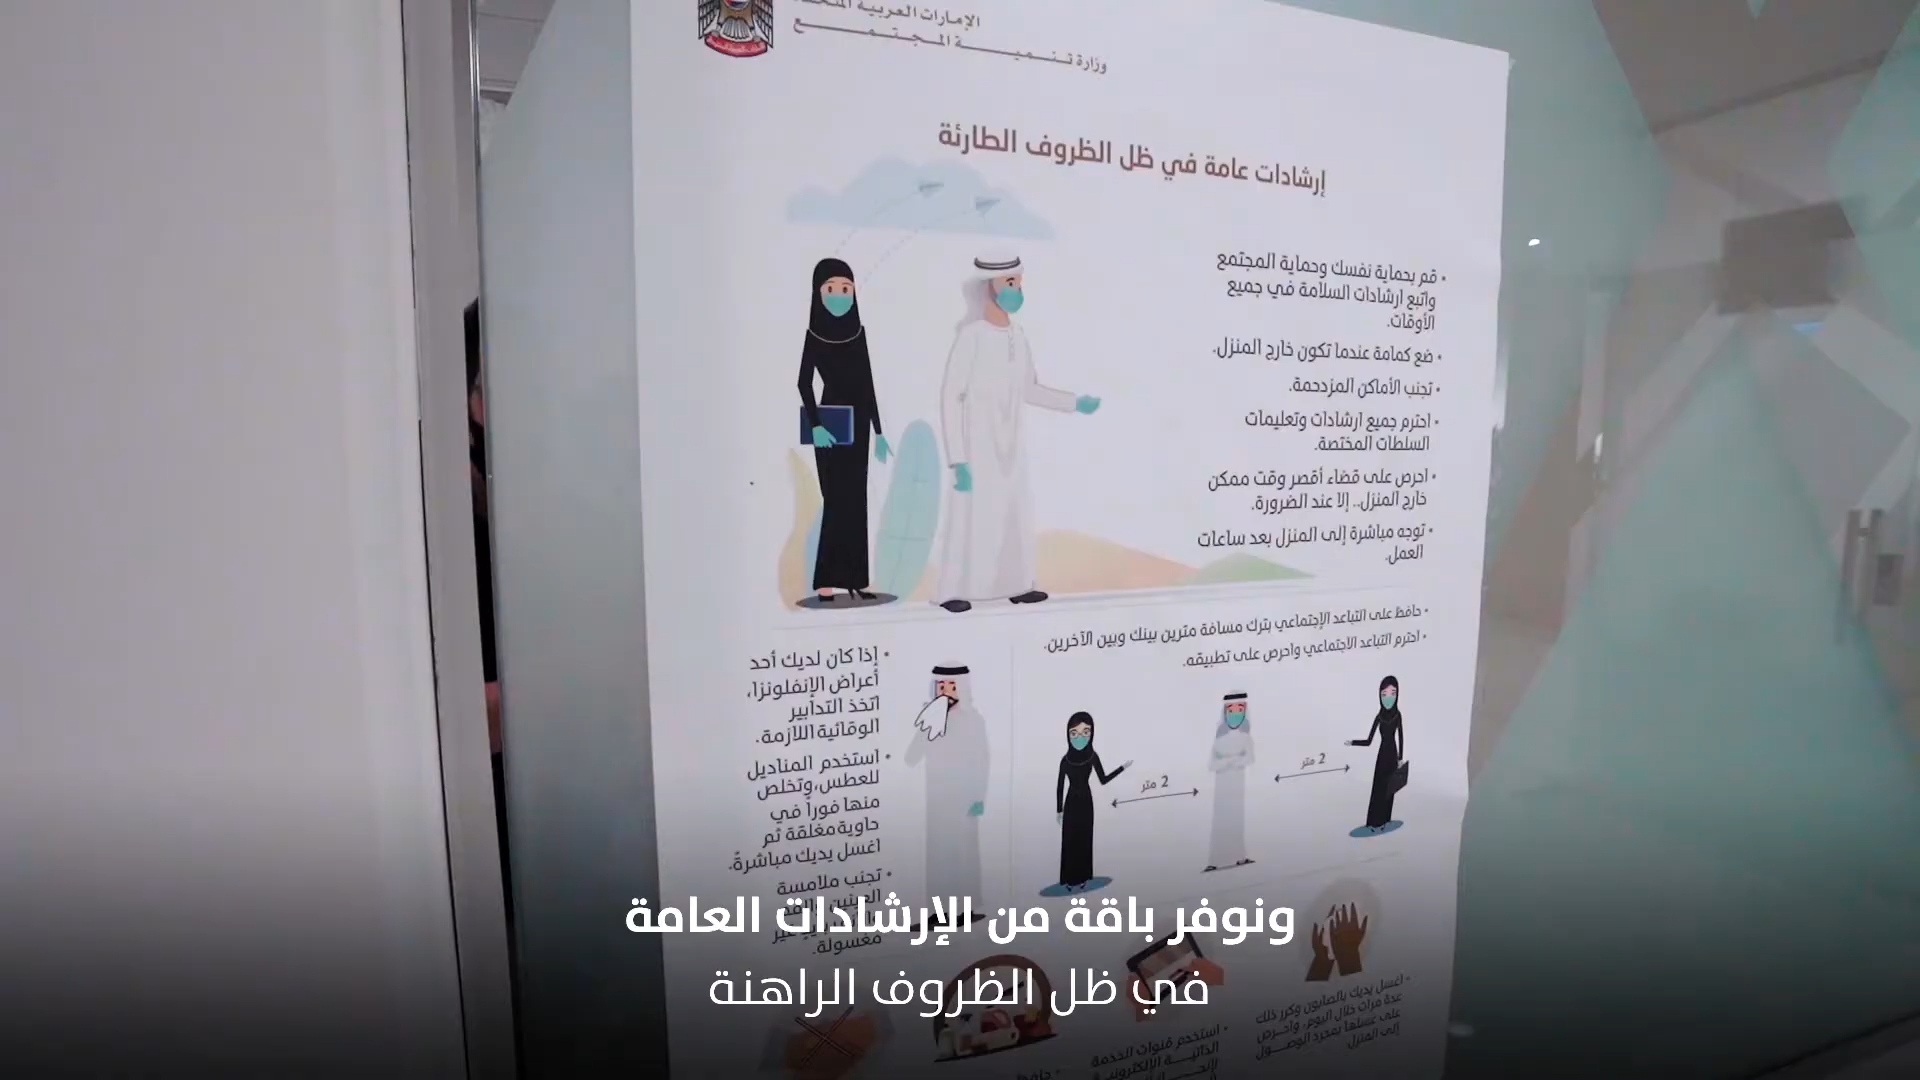 الإمارات العربية المتحدة
وزارة تنمية المجتمع
إرشادات عامة في ظل الظروف الطارئة
• قم بحماية نفسك وحماية المجتمع
واتبع ارشادات السلامة في جميع
الأوقات.
• ضع كمامة عندما تكون خارج المنزل.
• تجنب الأماكن المزدحمة.
• احترم جميع ارشادات وتعليمات
السلطات المختصة.
• احرص على قضاء أقصر وقت ممكن
خارج المنزل.. إلا عند الضرورة.
• توجه مباشرة إلى المنزل بعد ساعات
العمل.
• حافظ على التباعد الإجتماعي بترك مسافة مترين بينك وبين الآخرين.
• احترم التباعد الاجتماعي واحرص على تطبيقه.
2 متر
2 متر
• إذا كان لديك أحد
أعراض الإنفلونزا،
اتخذ التدابير
الوقائية اللازمة.
• استخدم المناديل
للعطس، وتخلص
منها فوراً في
حاوية مغلقة ثم
اغسل يديك مباشرةً.
• تجنب ملامسة
مغسولة.
• اغسل يديك بالصابون وكرر ذلك
عدة مرات خلال اليوم، واحرص
على غسلها بمجرد الوصول
إلى المنزل
• استخدم قنوات الخدمة
الذاتية الإلكترونية
ونوفر باقة من الإرشادات العامة
في ظل الظروف الراهنة